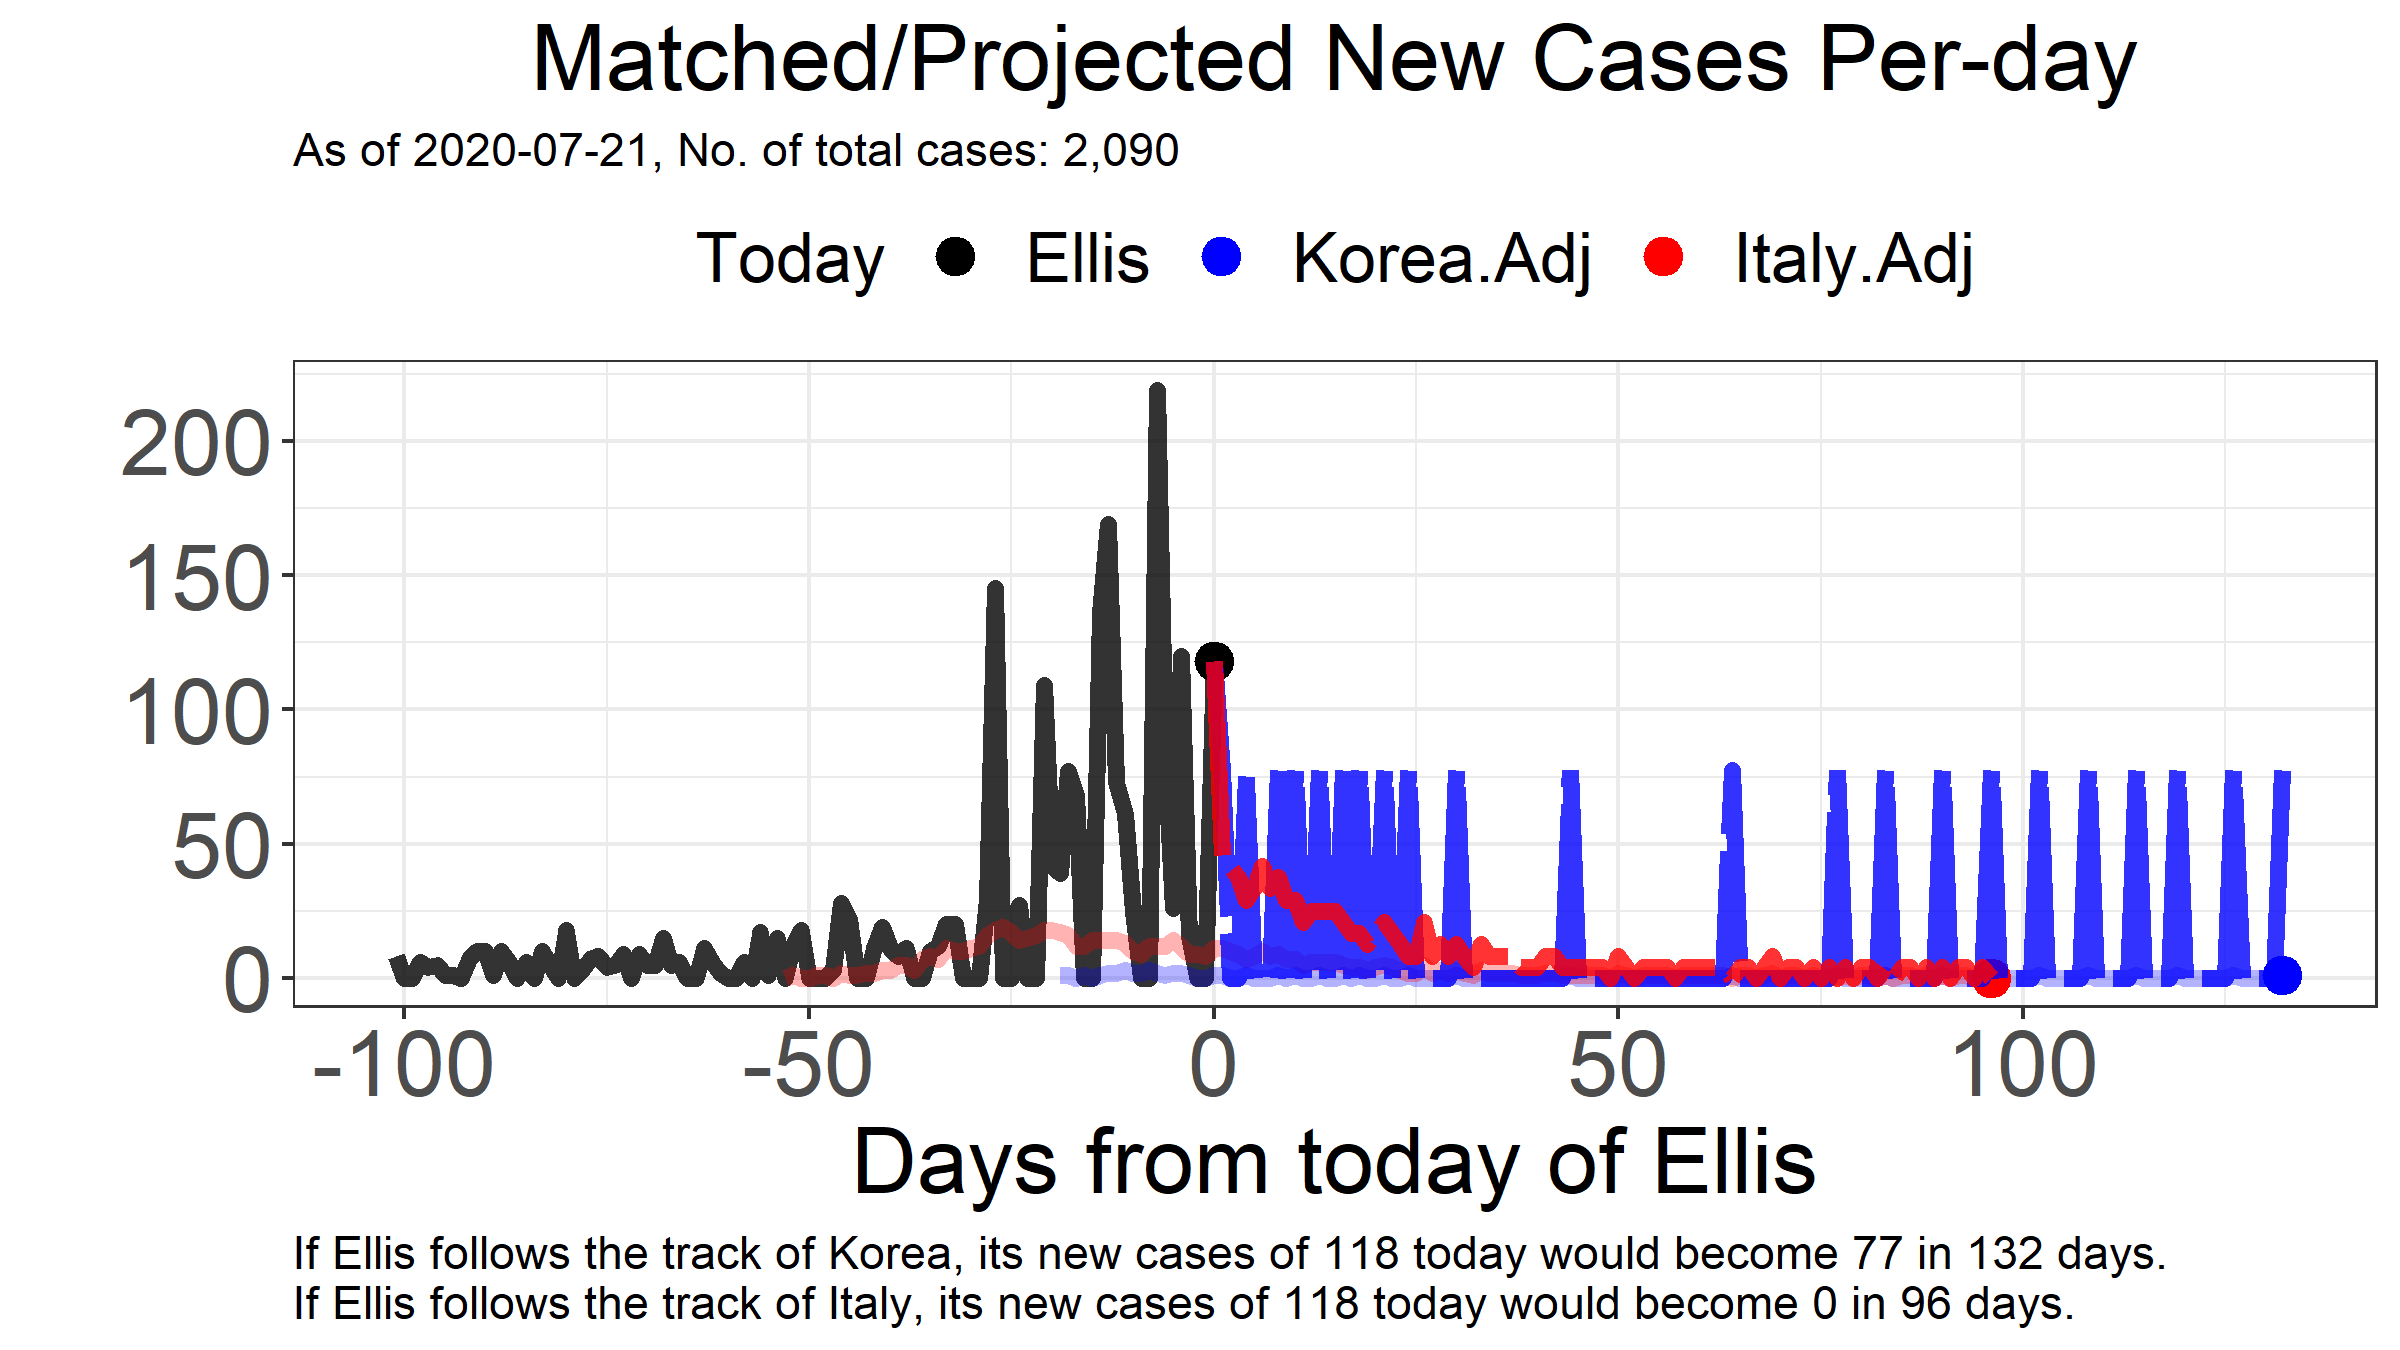 Matched/Projected New Cases Per-day
As of 2020-07-21, No. of total cases: 2,090
Today Ellis Korea.Adj Italy.Adj
200
150
100
50
0
-100 -50 0 50 100
Days from today of Ellis
If Ellis follows the track of Korea, its new cases of 118 today would become 77 in 132 days.
If Ellis follows the track of Italy, its new cases of 118 today would become 0 in 96 days.